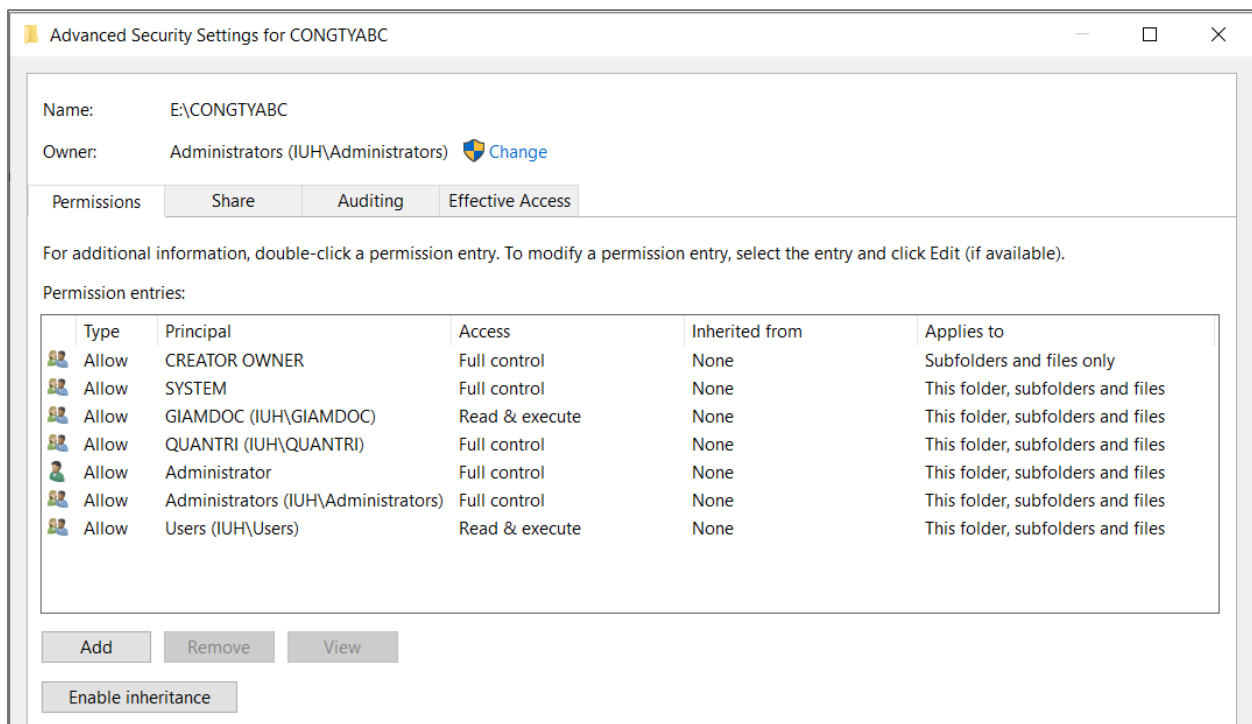 Advanced Security Settings for CONGTYABC
Name: E:\CONGTYABC
Owner: Administrators (IUH\Administrators) Change
Permissions Share Auditing Effective Access
For additional information, double-click a permission entry. To modify a permission entry, select the entry and click Edit (if available).
Permission entries:
Type Principal Access Inherited from Applies to
Allow CREATOR OWNER Full control None Subfolders and files only
Allow SYSTEM Full control None This folder, subfolders and files
Allow GIAMDOC (IUH\GIAMDOC) Read & execute None This folder, subfolders and files
Allow QUANTRI (IUH\QUANTRI) Full control None This folder, subfolders and files
Allow Administrator Full control None This folder, subfolders and files
Allow Administrators (IUH\Administrators) Full control None This folder, subfolders and files
Allow Users (IUH\Users) Read & execute None This folder, subfolders and files
Add Remove View
Enable inheritance